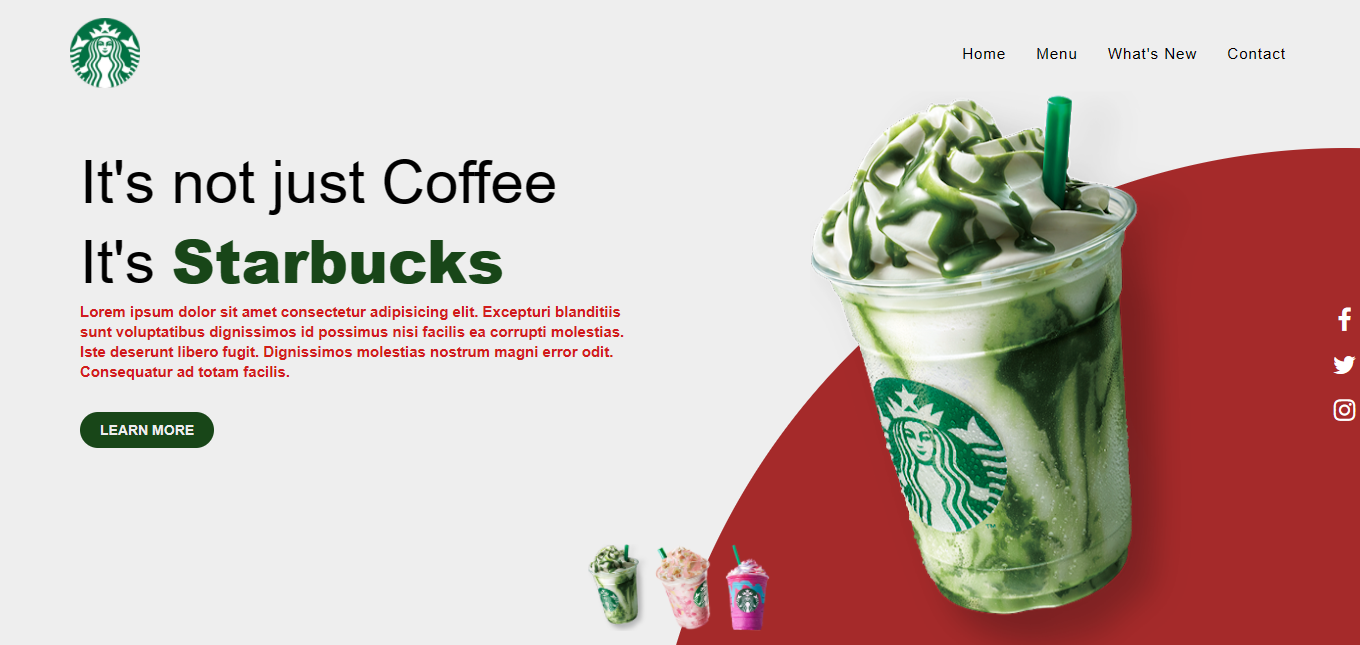 Home Menu What's New Contact
It's not just Coffee
It's Starbucks
Lorem ipsum dolor sit amet consectetur adipisicing elit. Excepturi blanditiis
sunt voluptatibus dignissimos id possimus nisi facilis ea corrupti molestias.
Iste deserunt libero fugit. Dignissimos molestias nostrum magni error odit.
Consequatur ad totam facilis.
LEARN MORE
TM